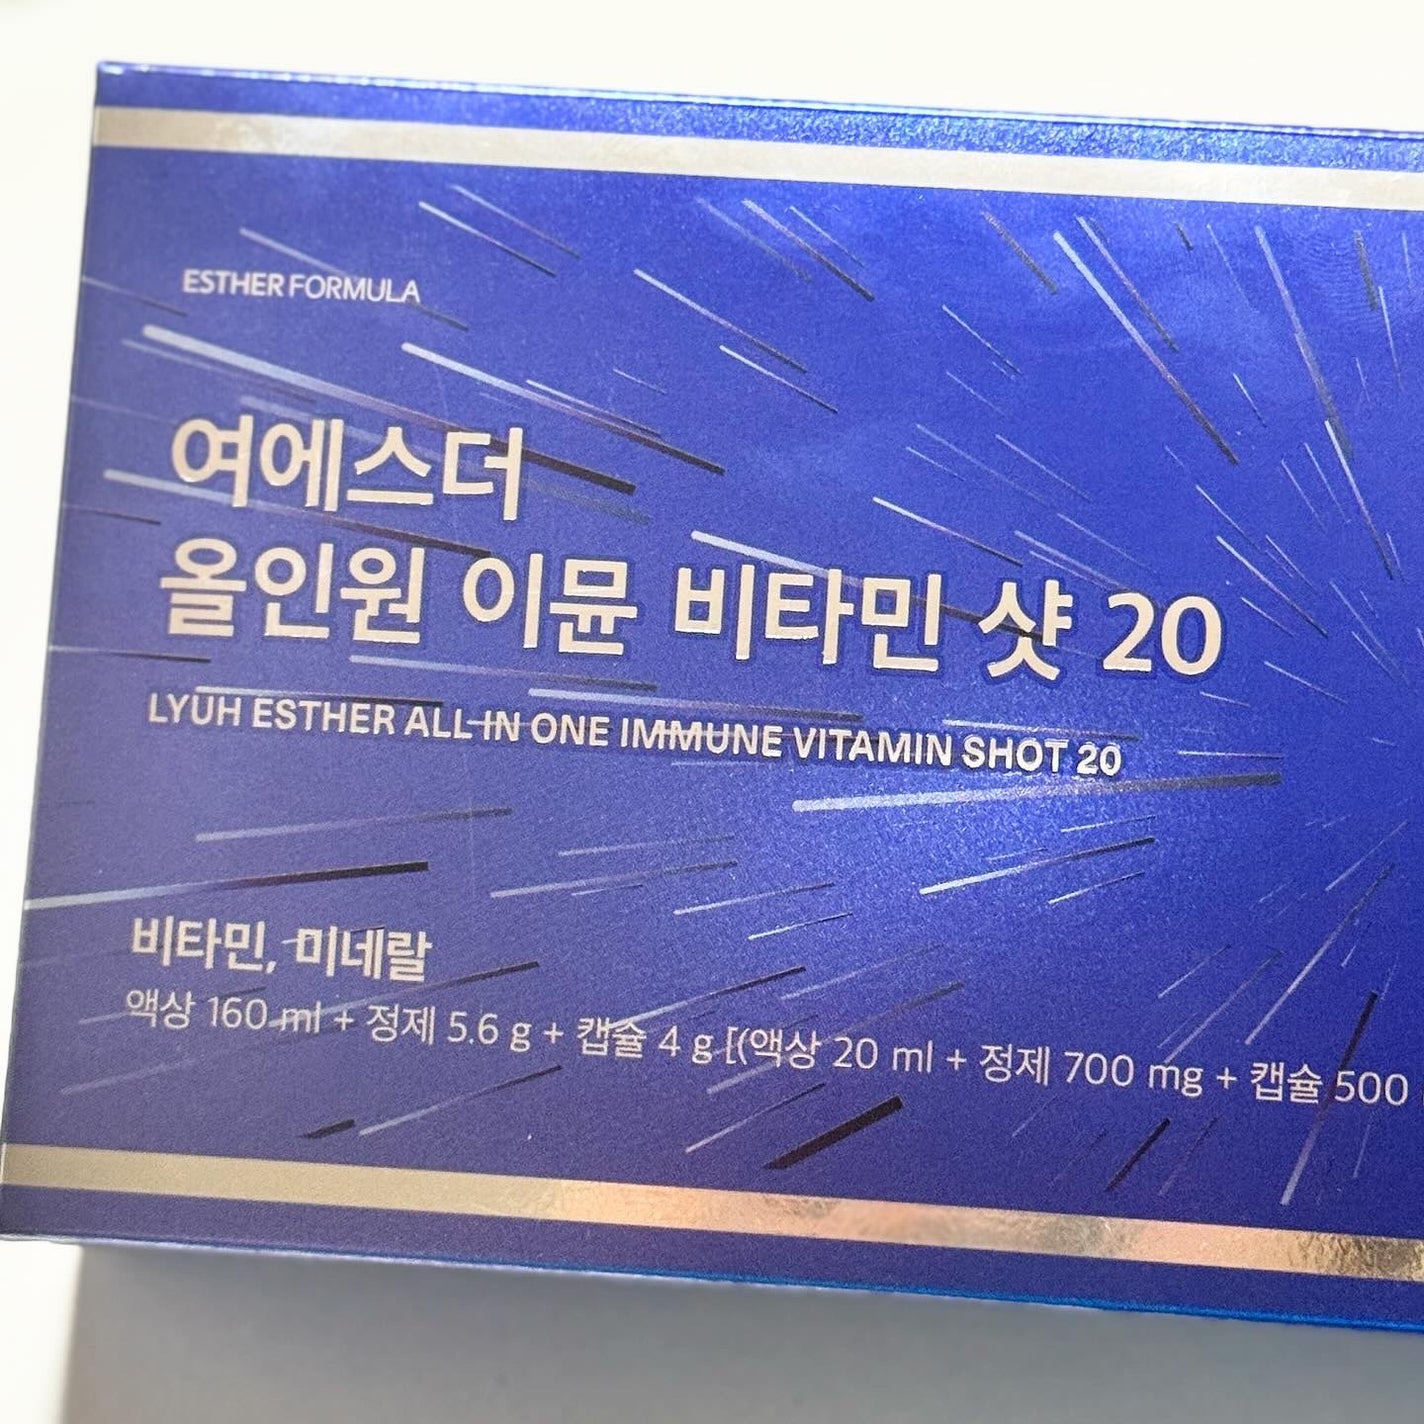 ESTHER FORMULA
여에스더
올인원 이뮨 비타민 샷 20
LYUH ESTHER ALL IN ONE IMMUNE VITAMIN SHOT 20
비타민, 미네랄
액상 160 ml + 정제 5.6 g + 캡슐 4 g [(액상 20 ml + 정제 700 mg + 캡슐 500